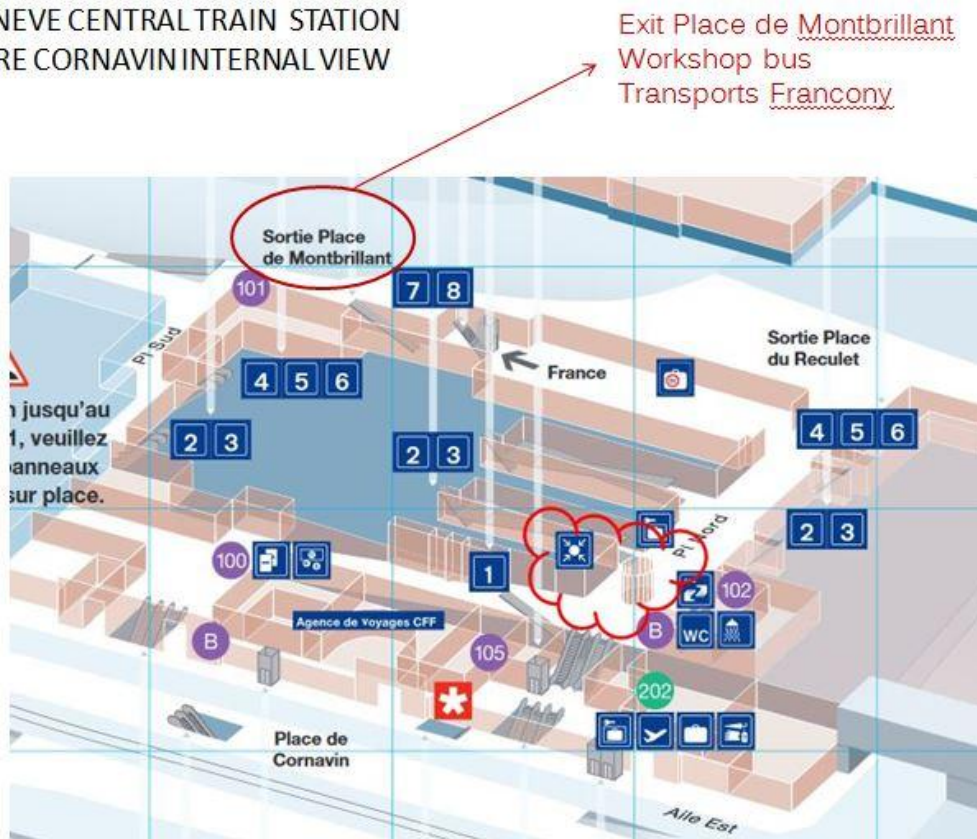 NEVE CENTRAL TRAIN STATION
RE CORNAVIN INTERNAL VIEW
Exit Place de Montbrillant
Workshop bus
Transports Francony
Sortie Place
de Montbrillant
101
7 8
Pl Sud
France
Sortie Place
du Reculet
4 5 6
4 5 6
n jusqu'au
1, veuillez
panneaux
sur place.
2 3
2 3
2 3
Pl Nord
100
1
102
Agence de voyages CFF
B
B
WC
105
202
Place de
Cornavin
Aile Est